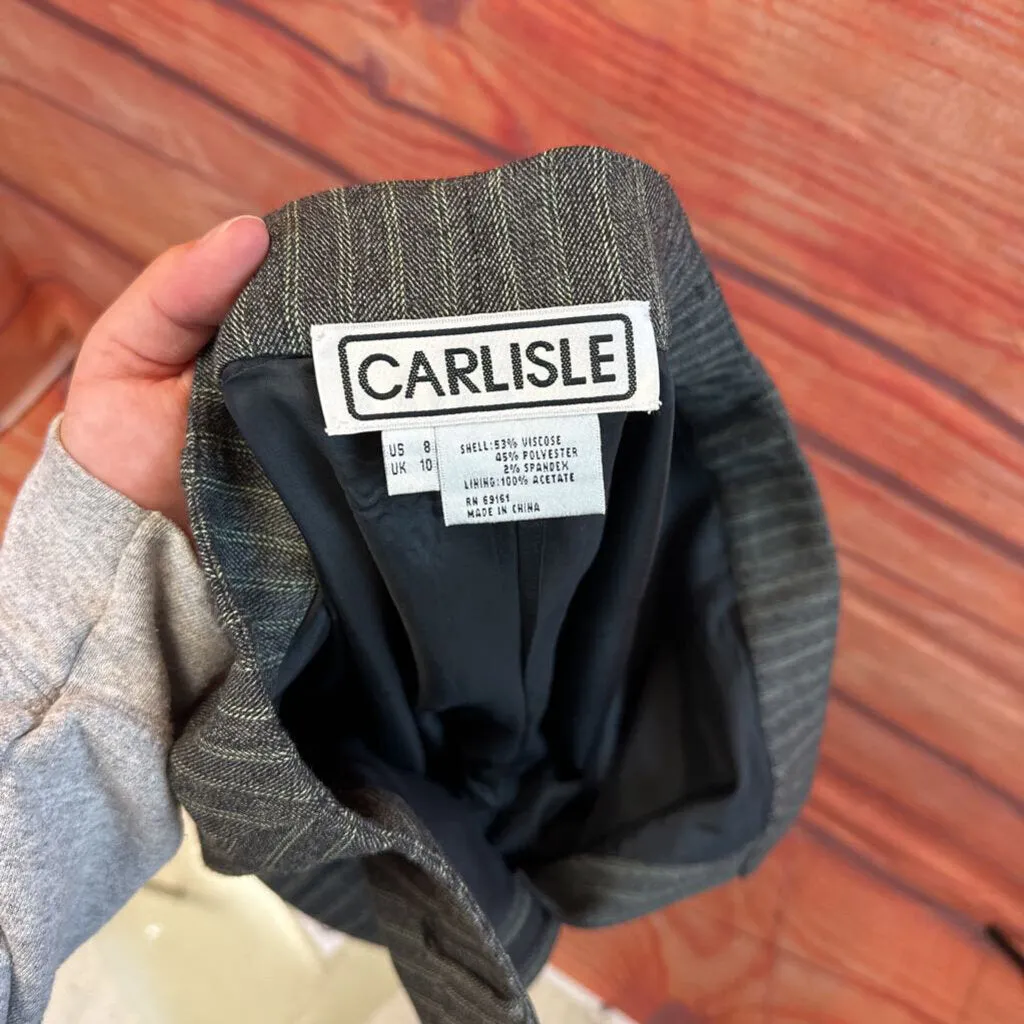 CARLISLE
US 8
UK 10
SHELL:53% VISCOSE
45% POLYESTER
2% SPANDEX
LINING:100% ACETATE
RN 69161
MADE IN CHINA